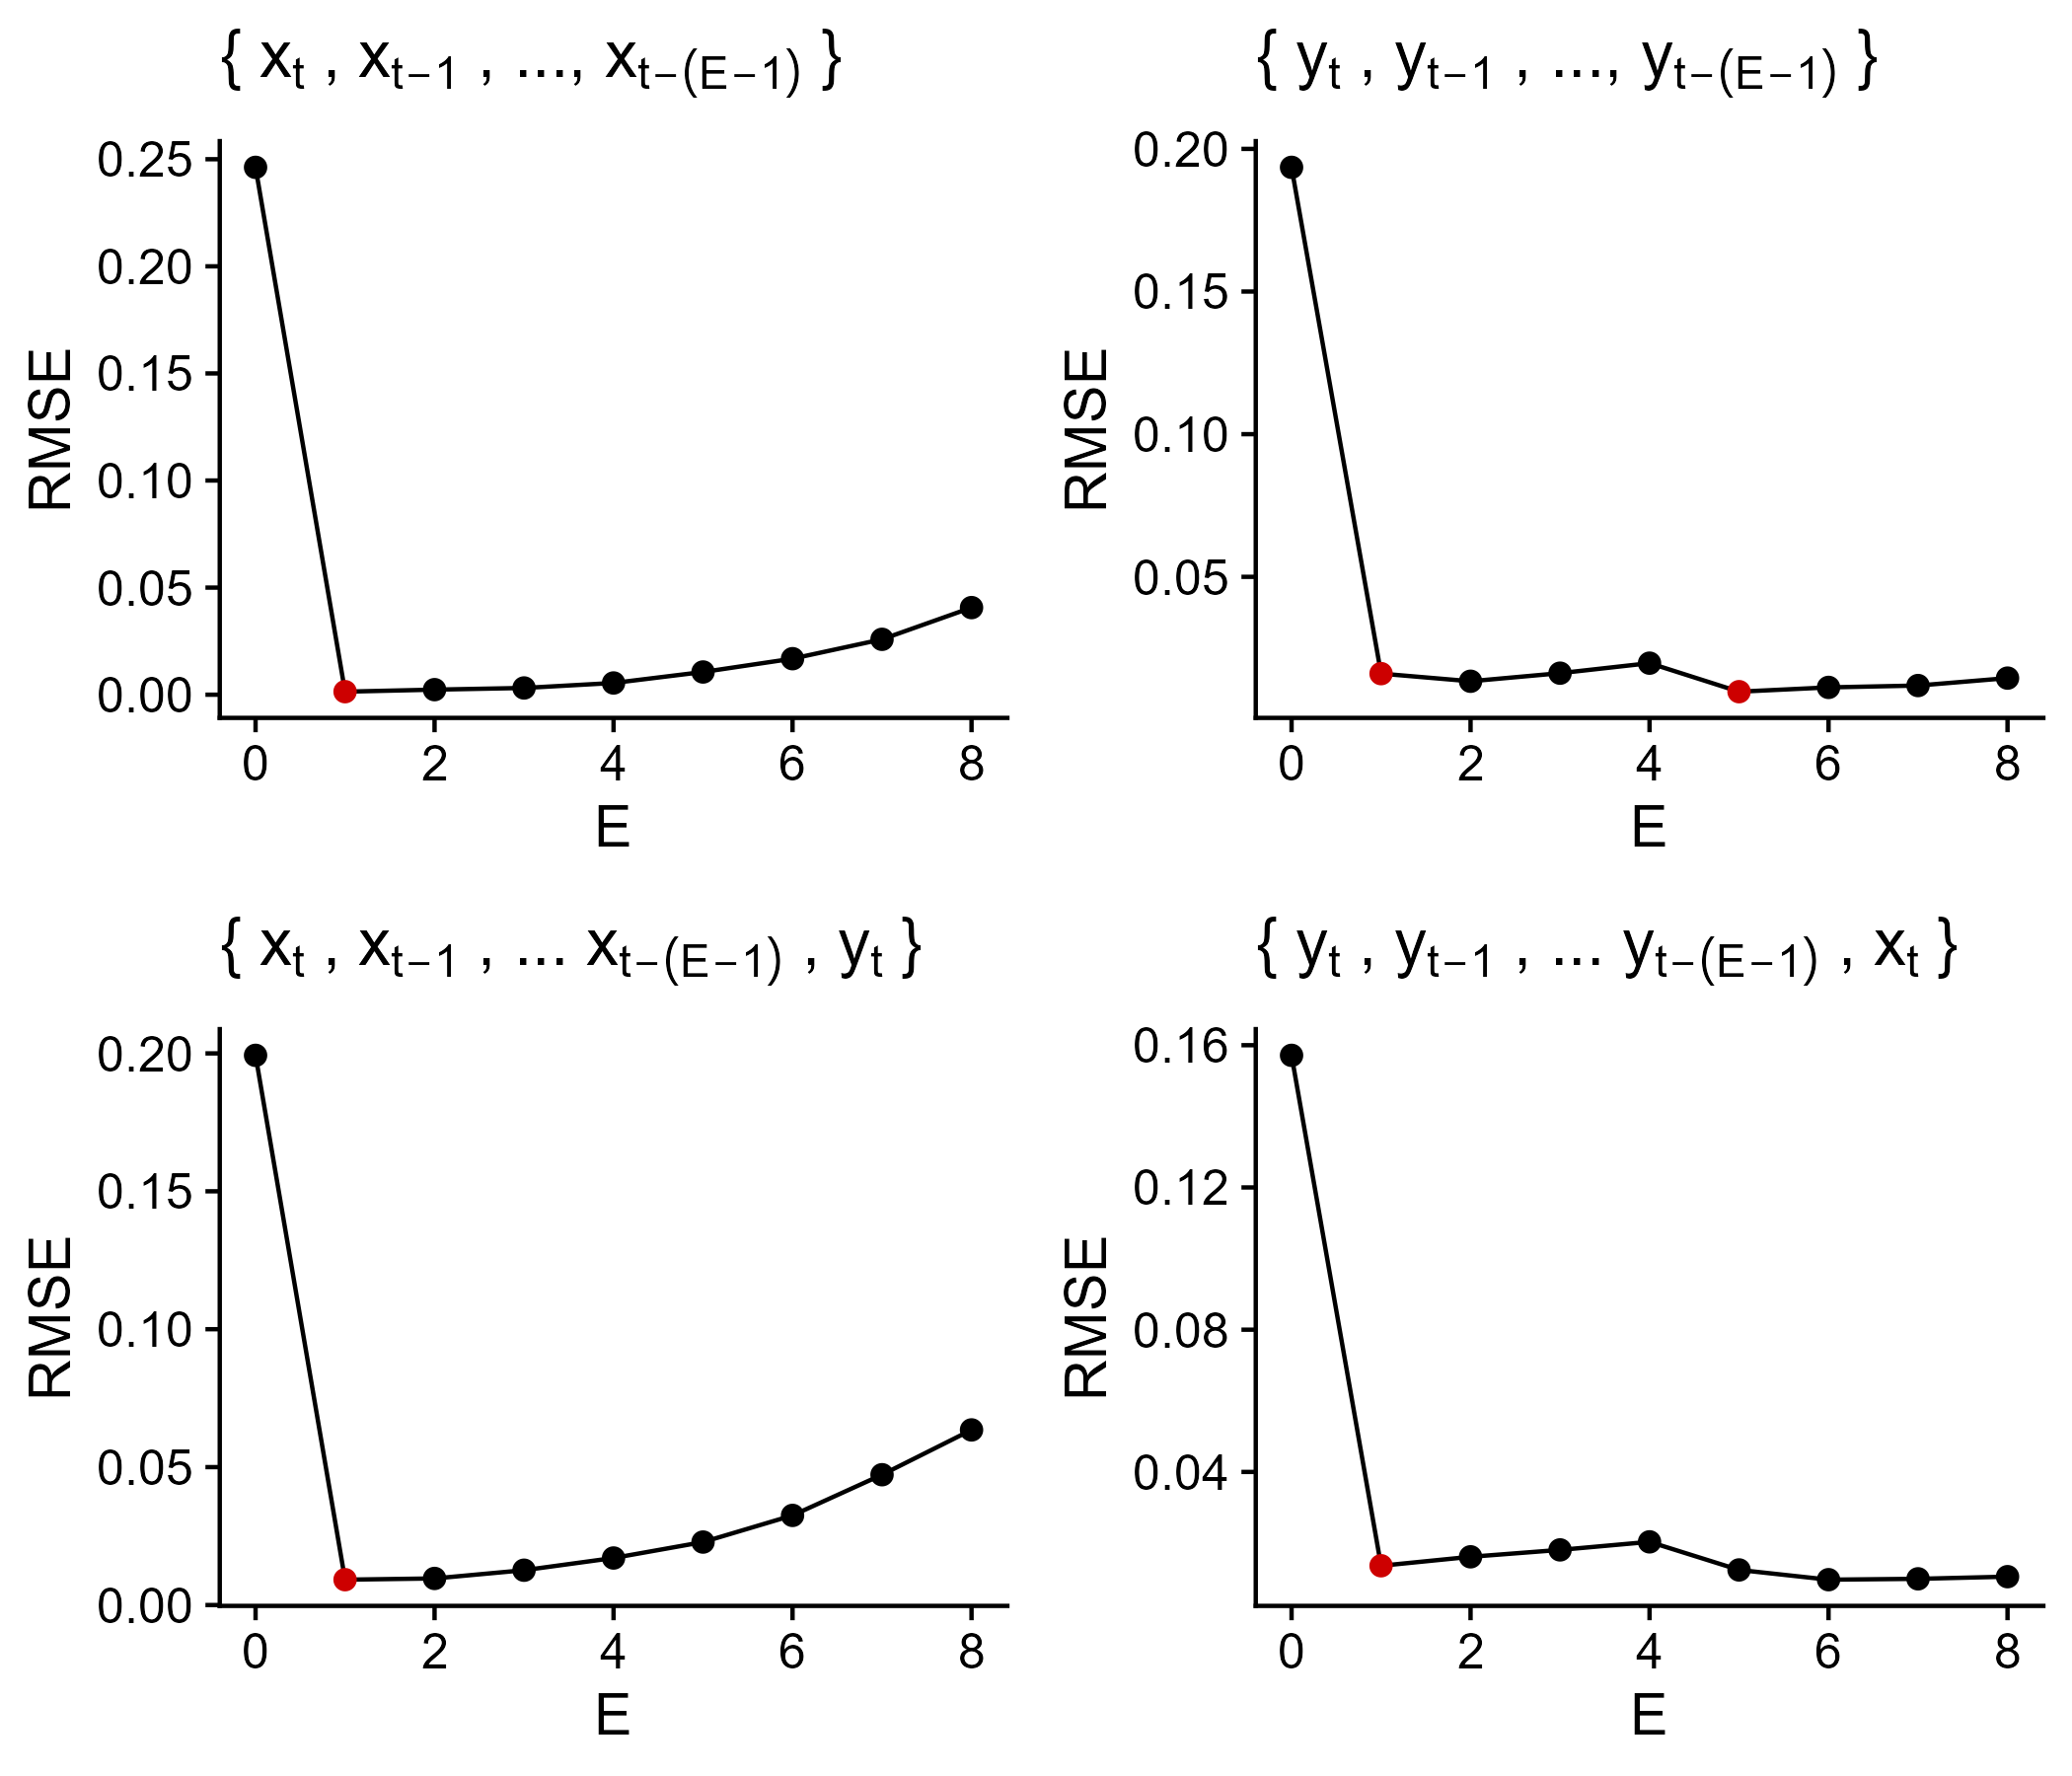 { xt , xt−1 , ..., xt−(E−1) }
0.25
0.20
0.15
0.10
0.05
0.00
RMSE
0 2 4 6 8
E
{ yt , yt−1 , ..., yt−(E−1) }
0.20
0.15
0.10
0.05
RMSE
0 2 4 6 8
E
{ xt , xt−1 , ... xt−(E−1) , yt }
0.20
0.15
0.10
0.05
0.00
RMSE
0 2 4 6 8
E
{ yt , yt−1 , ... yt−(E−1) , xt }
0.16
0.12
0.08
0.04
RMSE
0 2 4 6 8
E